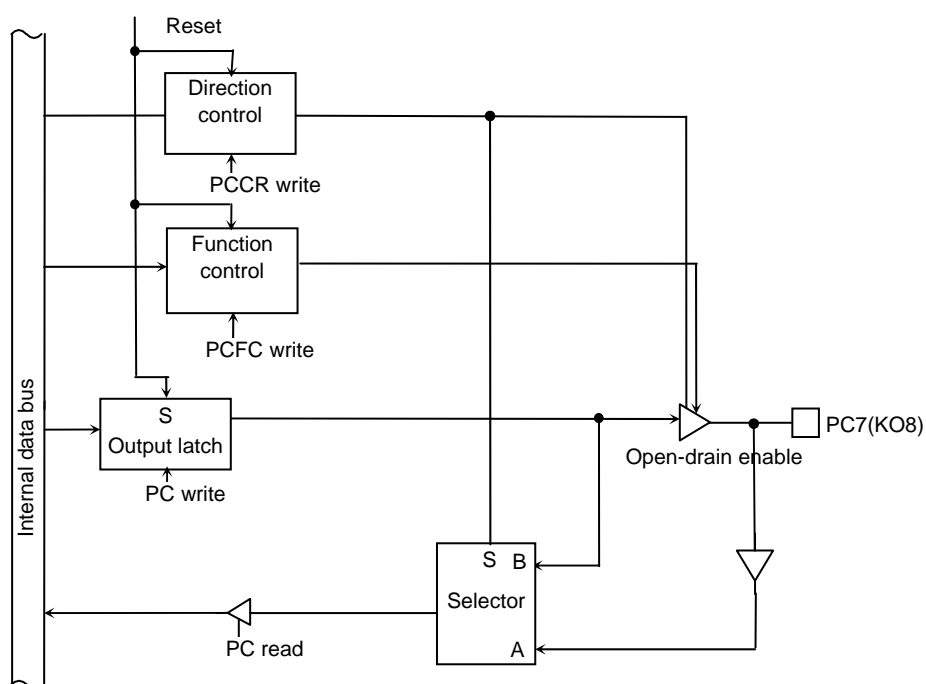 Reset
Direction
control
PCCR write
Function
control
PCFC write
Internal data bus
S
Output latch
PC write
PC7(KO8)
Open-drain enable
S B
Selector
A
PC read